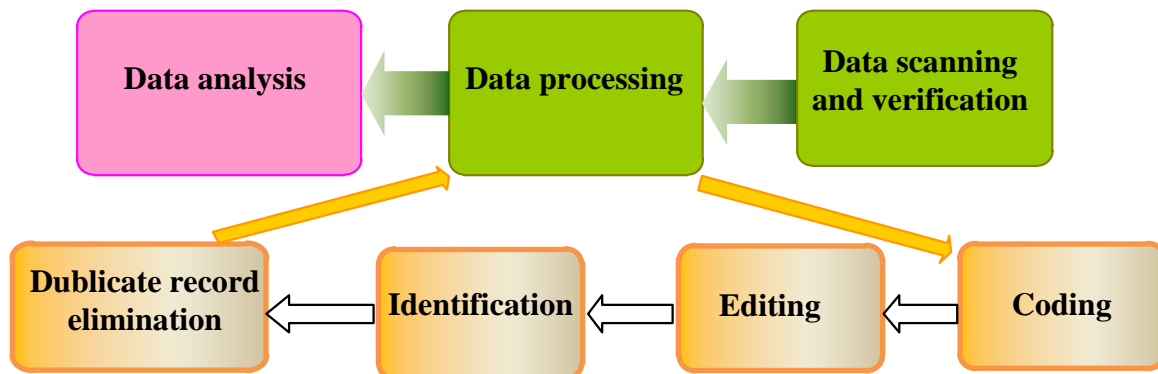 Data analysis
Data processing
Data scanning
and verification
Dublicate record
elimination
Identification
Editing
Coding